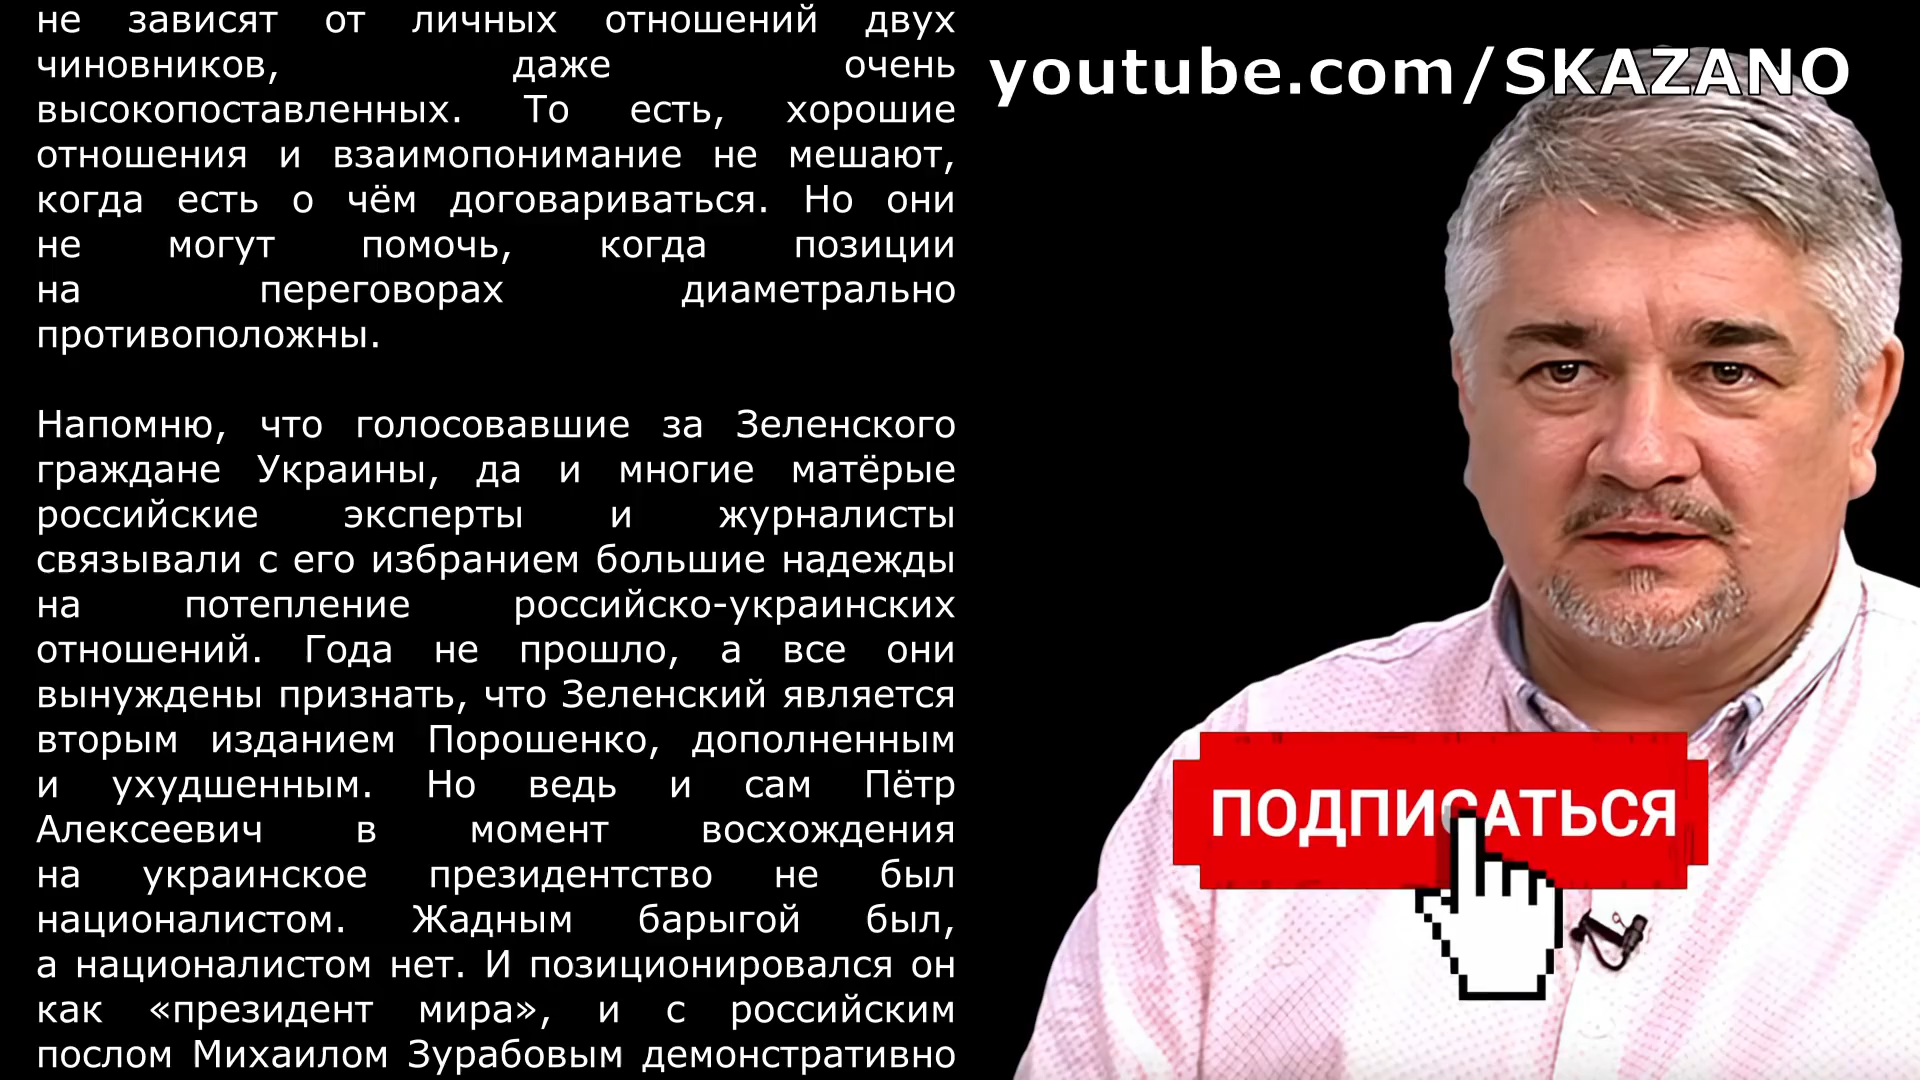 не зависят от личных отношений двух
чиновников, даже очень
высокопоставленных. То есть, хорошие
отношения и взаимопонимание не мешают,
когда есть о чём договариваться. Но они
не могут помочь, когда позиции
на переговорах диаметрально
противоположны.
Напомню, что голосовавшие за Зеленского
граждане Украины, да и многие матёрые
российские эксперты и журналисты
связывали с его избранием большие надежды
на потепление российско-украинских
отношений. Года не прошло, а все они
вынуждены признать, что Зеленский является
вторым изданием Порошенко, дополненным
и ухудшенным. Но ведь и сам Пётр
Алексеевич в момент восхождения
на украинское президентство не был
националистом. Жадным барыгой был,
а националистом нет. И позиционировался он
как «президент мира», и с российским
послом Михаилом Зурабовым демонстративно
youtube.com/SKAZANO
ПОДПИСАТЬСЯ